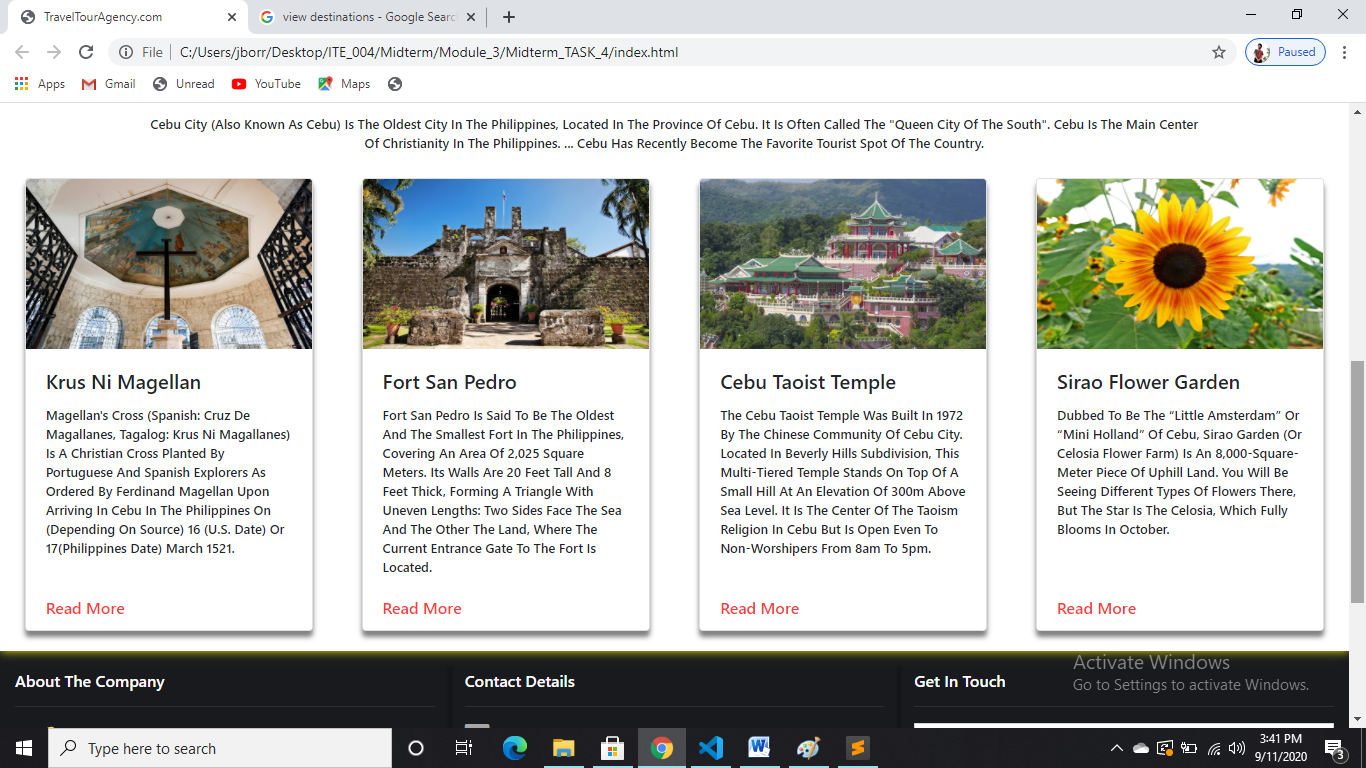 TravelTourAgency.com
view destinations - Google Searc
File
C:/Users/jborr/Desktop/ITE_004/Midterm/Module_3/Midterm_TASK_4/index.html
Paused
Apps
Gmail
Unread
YouTube
Maps
Cebu City (Also Known As Cebu) Is The Oldest City In The Philippines, Located In The Province Of Cebu. It Is Often Called The "Queen City Of The South". Cebu Is The Main Center
Of Christianity In The Philippines. ... Cebu Has Recently Become The Favorite Tourist Spot Of The Country.
Krus Ni Magellan
Magellan's Cross (Spanish: Cruz De
Magallanes, Tagalog: Krus Ni Magallanes)
Is A Christian Cross Planted By
Portuguese And Spanish Explorers As
Ordered By Ferdinand Magellan Upon
Arriving In Cebu In The Philippines On
(Depending On Source) 16 (U.S. Date) Or
17(Philippines Date) March 1521.
Read More
Fort San Pedro
Fort San Pedro Is Said To Be The Oldest
And The Smallest Fort In The Philippines,
Covering An Area Of 2,025 Square
Meters. Its Walls Are 20 Feet Tall And 8
Feet Thick, Forming A Triangle With
Uneven Lengths: Two Sides Face The Sea
And The Other The Land, Where The
Current Entrance Gate To The Fort Is
Located.
Read More
Cebu Taoist Temple
The Cebu Taoist Temple Was Built In 1972
By The Chinese Community Of Cebu City.
Located In Beverly Hills Subdivision, This
Multi-Tiered Temple Stands On Top Of A
Small Hill At An Elevation Of 300m Above
Sea Level. It Is The Center Of The Taoism
Religion In Cebu But Is Open Even To
Non-Worshipers From 8am To 5pm.
Read More
Sirao Flower Garden
Dubbed To Be The “Little Amsterdam” Or
“Mini Holland” Of Cebu, Sirao Garden (Or
Celosia Flower Farm) Is An 8,000-Square-
Meter Piece Of Uphill Land. You Will Be
Seeing Different Types Of Flowers There,
But The Star Is The Celosia, Which Fully
Blooms In October.
Read More
About The Company
Contact Details
Get In Touch
Activate Windows
Go to Settings to activate Windows.
Type here to search
3:41 PM
9/11/2020
3